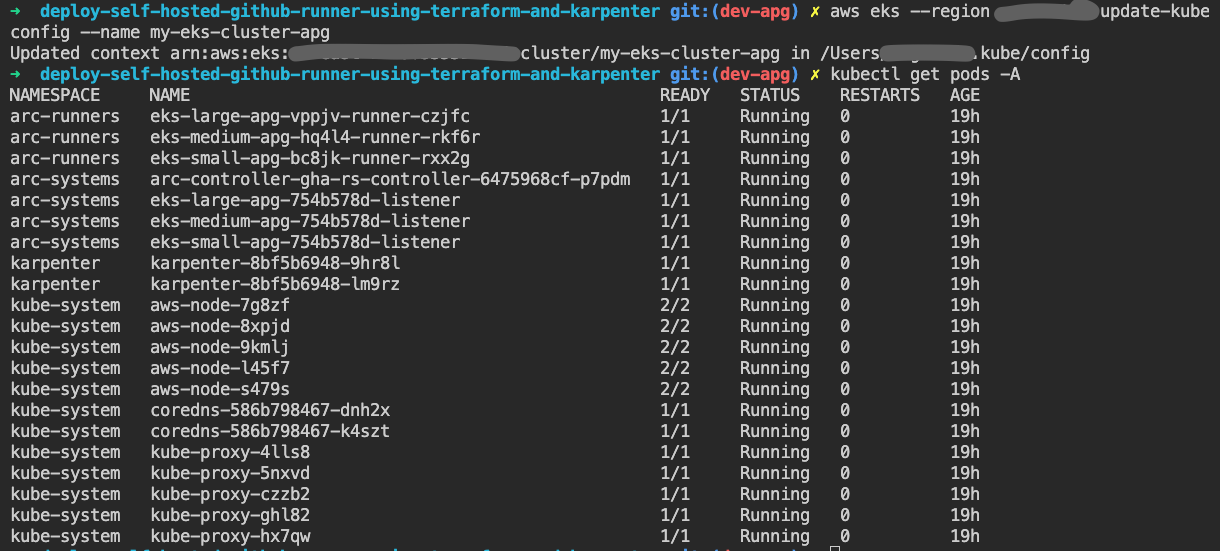 → deploy-self-hosted-github-runner-using-terraform-and-karpenter git:(dev-apg) ✗ aws eks --region update-kube
config --name my-eks-cluster-apg
Updated context arn:aws:eks: cluster/my-eks-cluster-apg in /Users/ .kube/config
→ deploy-self-hosted-github-runner-using-terraform-and-karpenter git:(dev-apg) ✗ kubectl get pods -A
NAMESPACE NAME READY STATUS RESTARTS AGE
arc-runners eks-large-apg-vppjv-runner-czjfc 1/1 Running 0 19h
arc-runners eks-medium-apg-hq4l4-runner-rkf6r 1/1 Running 0 19h
arc-runners eks-small-apg-bc8jk-runner-rxx2g 1/1 Running 0 19h
arc-systems arc-controller-gha-rs-controller-6475968cf-p7pdm 1/1 Running 0 19h
arc-systems eks-large-apg-754b578d-listener 1/1 Running 0 19h
arc-systems eks-medium-apg-754b578d-listener 1/1 Running 0 19h
arc-systems eks-small-apg-754b578d-listener 1/1 Running 0 19h
karpenter karpenter-8bf5b6948-9hr8l 1/1 Running 0 19h
karpenter karpenter-8bf5b6948-lm9rz 1/1 Running 0 19h
kube-system aws-node-7g8zf 2/2 Running 0 19h
kube-system aws-node-8xpjd 2/2 Running 0 19h
kube-system aws-node-9kmlj 2/2 Running 0 19h
kube-system aws-node-l45f7 2/2 Running 0 19h
kube-system aws-node-s479s 2/2 Running 0 19h
kube-system coredns-586b798467-dnh2x 1/1 Running 0 19h
kube-system coredns-586b798467-k4szt 1/1 Running 0 19h
kube-system kube-proxy-4lls8 1/1 Running 0 19h
kube-system kube-proxy-5nxvd 1/1 Running 0 19h
kube-system kube-proxy-czzb2 1/1 Running 0 19h
kube-system kube-proxy-ghl82 1/1 Running 0 19h
kube-system kube-proxy-hx7qw 1/1 Running 0 19h